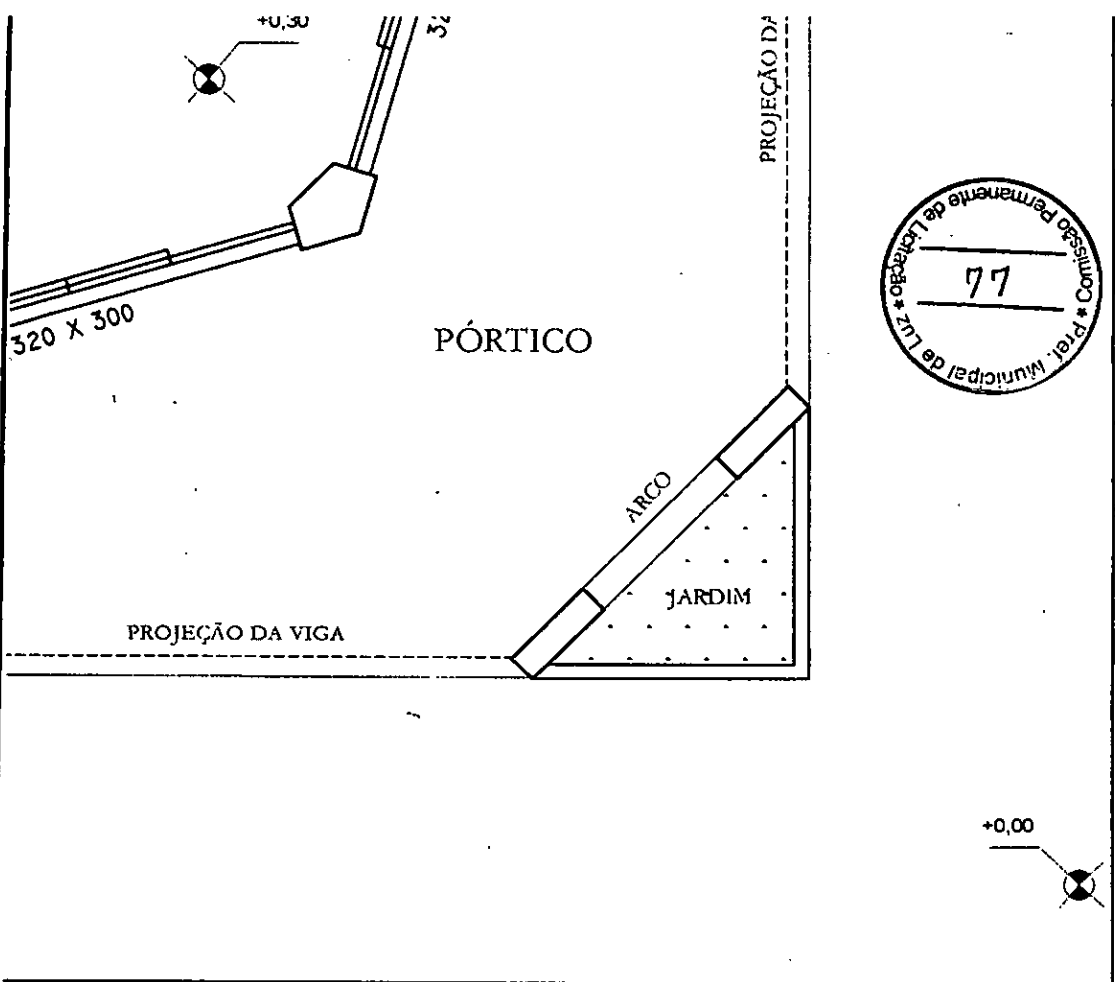 +0,30
32
PROJEÇÃO DA
Comissão Permanente de Licitação * Pref. Municipal de Luz *
77
320 X 300
PÓRTICO
ARCO
JARDIM
PROJEÇÃO DA VIGA
+0,00